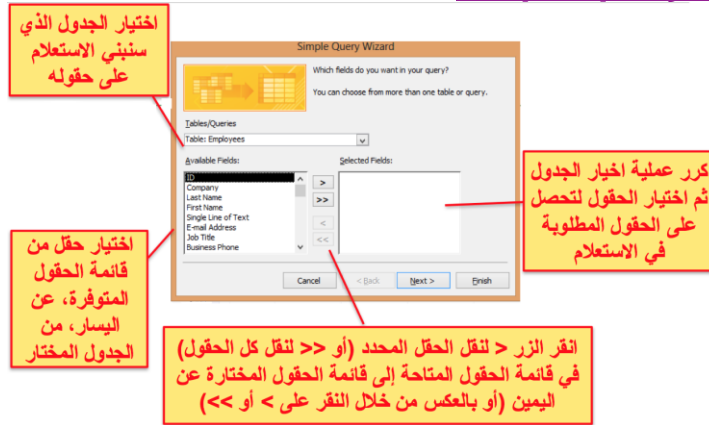 اختيار الجدول الذي
سنبني الاستعلام
على حقوله
Simple Query Wizard
Which fields do you want in your query?
You can choose from more than one table or query.
Tables/Queries
Table: Employees
Available Fields:
Selected Fields:
ID
Company
Last Name
First Name
Single Line of Text
E-mail Address
Job Title
Business Phone
>
>>
<
<<
Cancel
< Back
Next >
Finish
كرر عملية اخيار الجدول
ثم اختيار الحقول لتحصل
على الحقول المطلوبة
في الاستعلام
اختيار حقل من
قائمة الحقول
المتوفرة، عن
اليسار، من
الجدول المختار
انقر الزر < لنقل الحقل المحدد (أو << لنقل كل الحقول)
في قائمة الحقول المتاحة إلى قائمة الحقول المختارة عن
اليمين (أو بالعكس من خلال النقر على > أو >>)